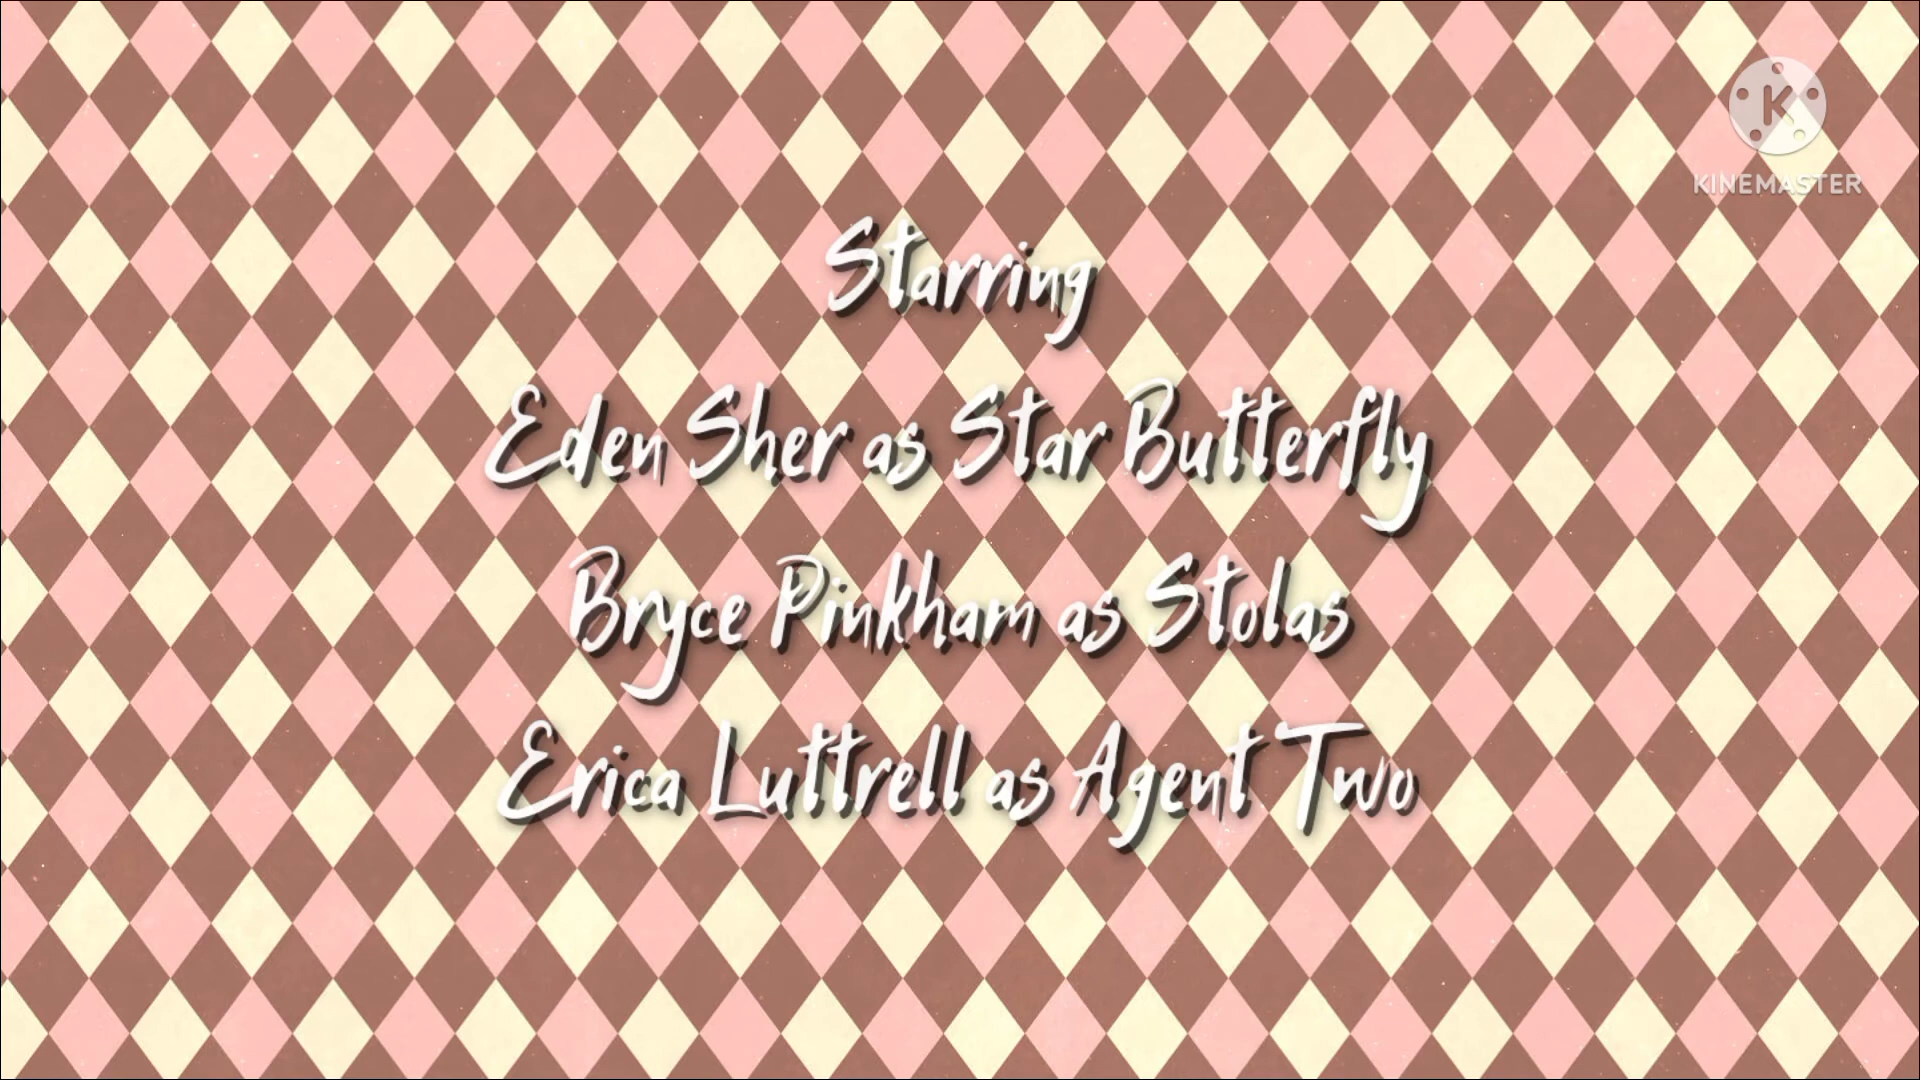 K
KINEMASTER
Starring
Eden Sher as Star Butterfly
Bryce Pinkham as Stolas
Erica Luttrell as Agent Two